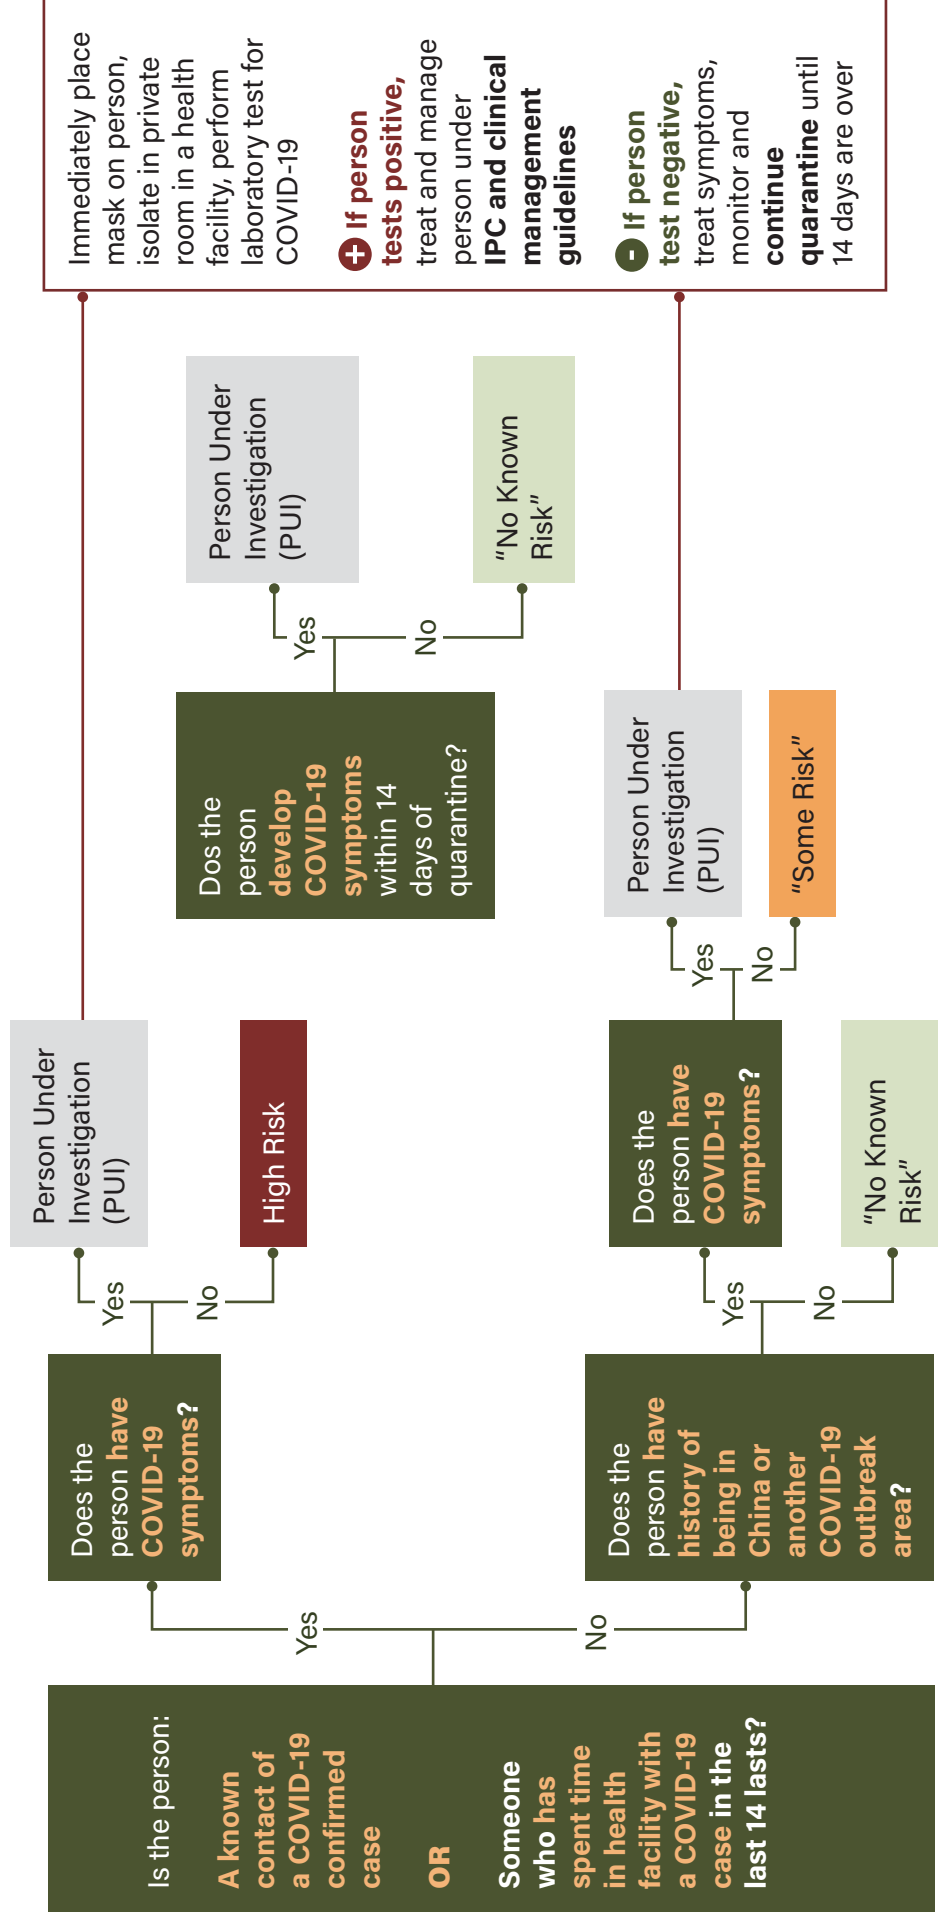 Is the person:
A known
contact of
a COVID-19
confirmed
case
OR
Someone
who has
spent time
in health
facility with
a COVID-19
case in the
last 14 lasts?
Yes
No
Does the
person have
COVID-19
symptoms?
Yes
No
Person Under
Investigation
(PUI)
High Risk
Does the
person have
history of
being in
China or
another
COVID-19
outbreak
area?
Yes
No
Does the
person have
COVID-19
symptoms?
"No Known
Risk"
Yes
No
Person Under
Investigation
(PUI)
"Some Risk"
Dos the
person
develop
COVID-19
symptoms
within 14
days of
quarantine?
Yes
No
Person Under
Investigation
(PUI)
"No Known
Risk"
Immediately place
mask on person,
isolate in private
room in a health
facility, perform
laboratory test for
COVID-19
+ If person
tests positive,
treat and manage
person under
IPC and clinical
management
guidelines
- If person
test negative,
treat symptoms,
monitor and
continue
quarantine until
14 days are over